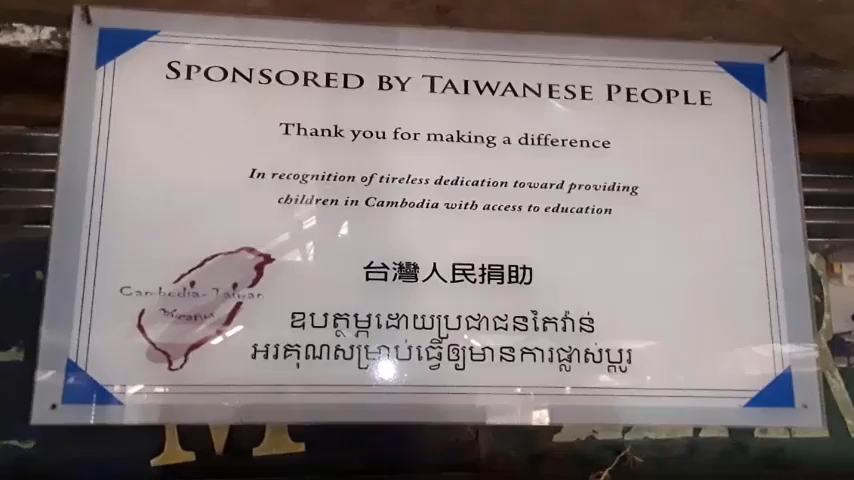 SPONSORED BY TAIWANESE PEOPLE
Thank you for making a difference
In recognition of tireless dedication toward providing
children in Cambodia with access to education
台灣人民捐助
Cambodia-Taiwan
ឧបត្ថម្ភដោយប្រជាជនតៃវ៉ាន់
អរគុណសម្រាប់ធ្វើឲ្យមានការផ្លាស់ប្តូរ
M